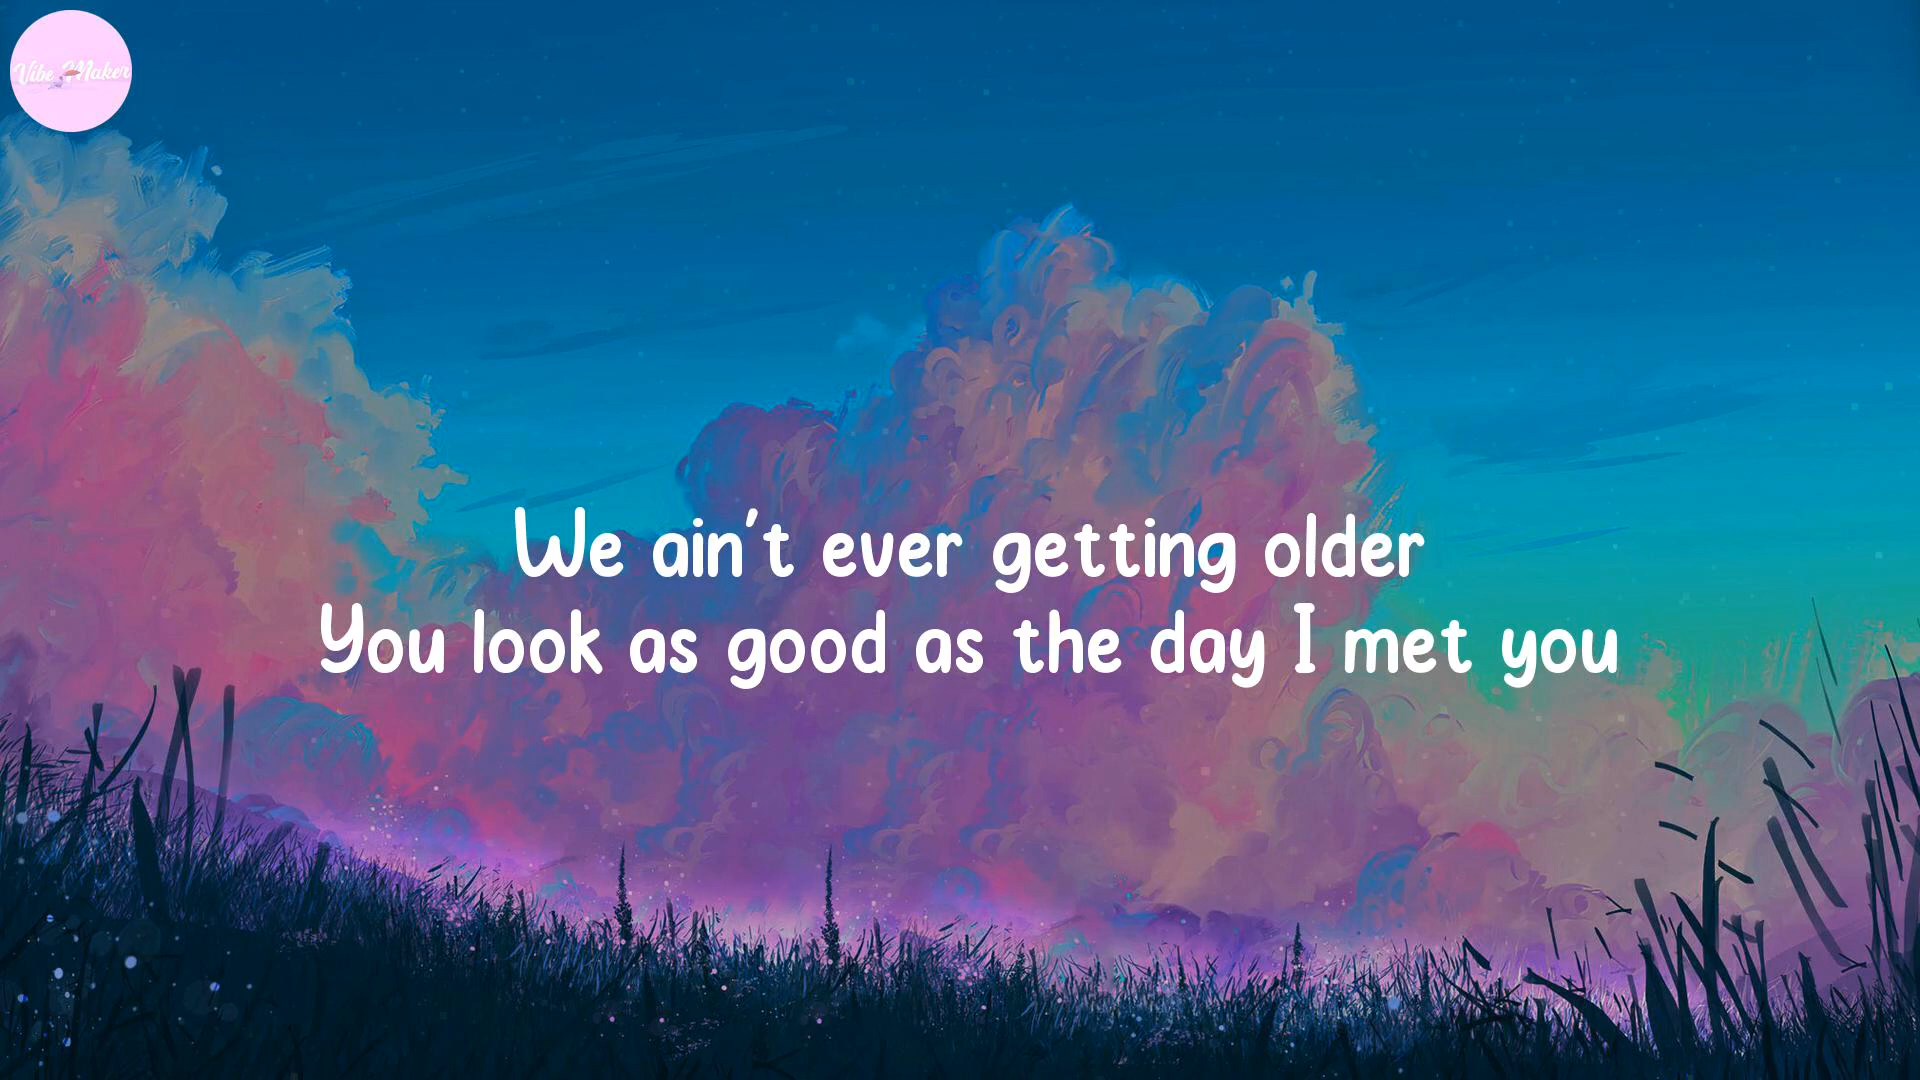 Vibe Maker
We ain't ever getting older
You look as good as the day I met you